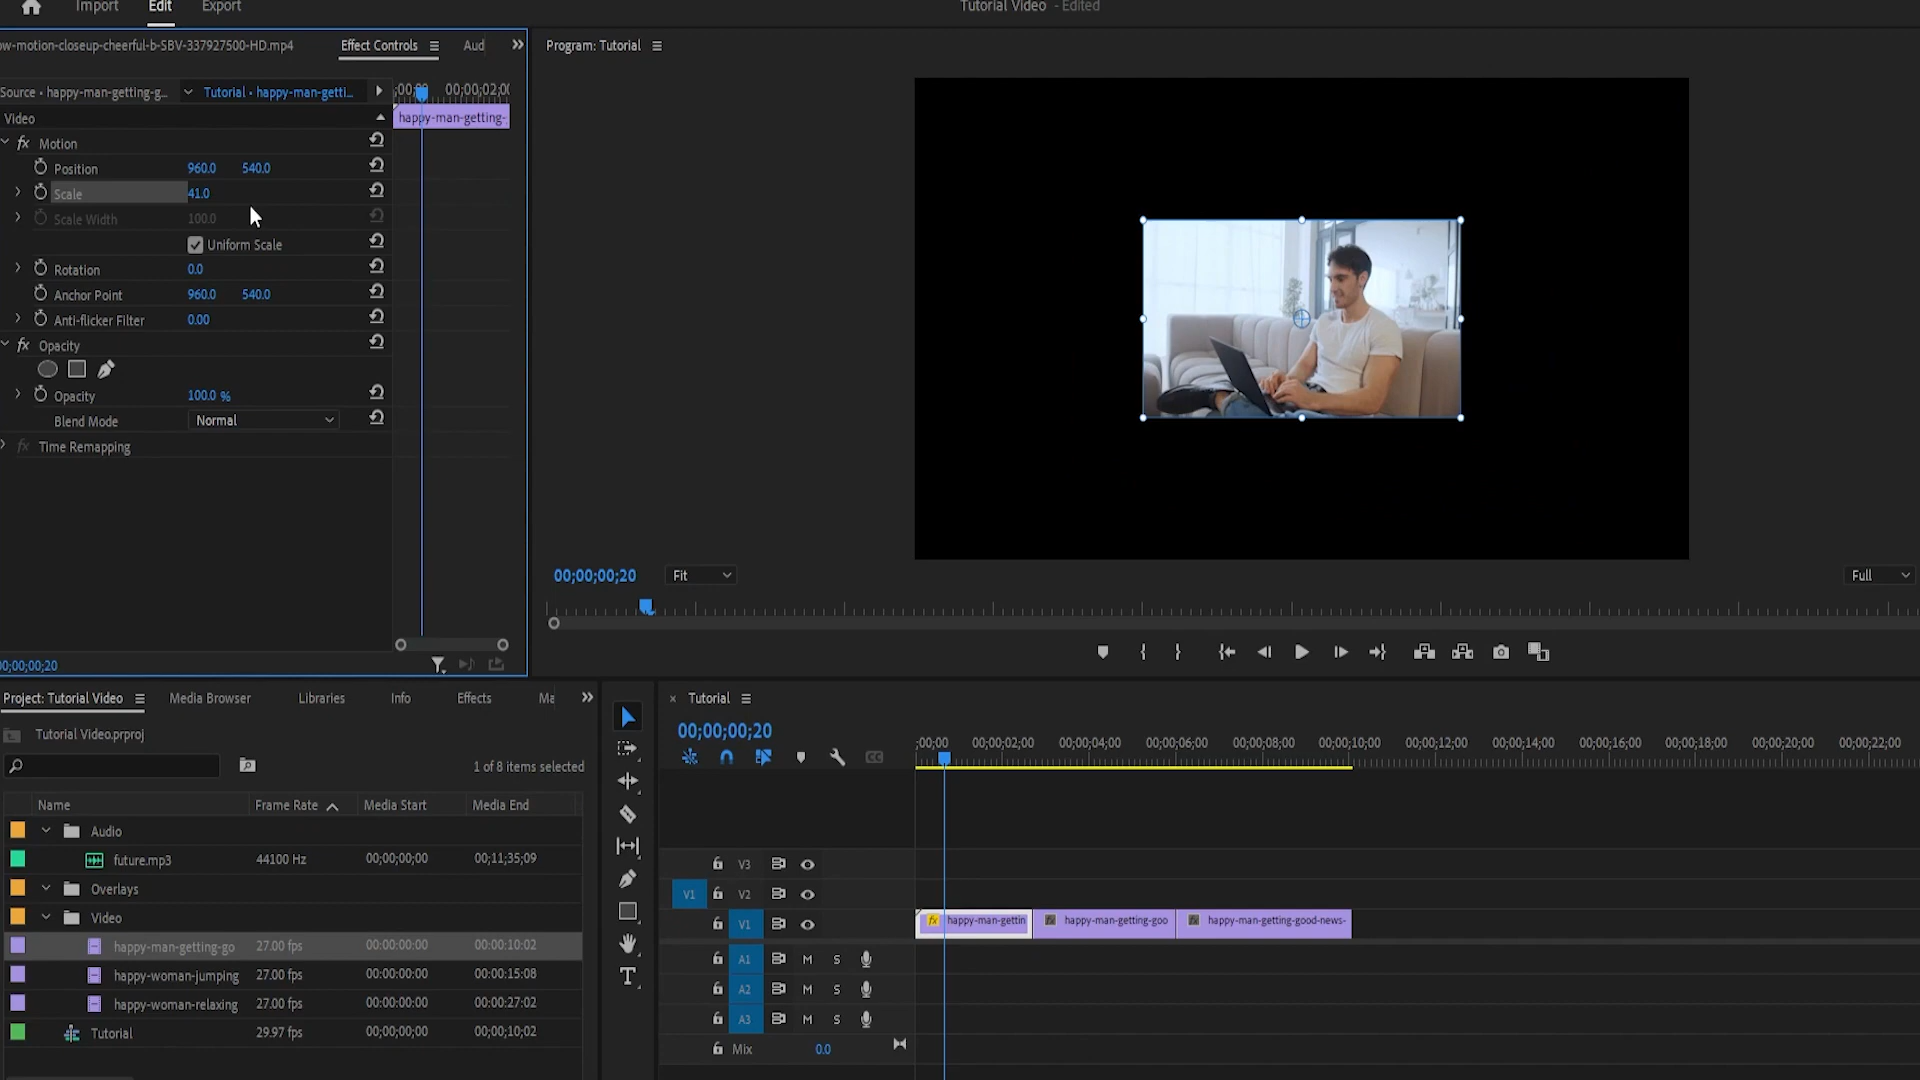 Import Edit Export
Tutorial Video - Edited
ow-motion-closeup-cheerful-b-SBV-337927500-HD.mp4 Effect Controls Aud
Program: Tutorial
Source • happy-man-getting-g... Tutorial • happy-man-getti... 00;00;02;00
Video happy-man-getting-
fx Motion
Position 960.0 540.0
Scale 41.0
Scale Width 100.0
Uniform Scale
Rotation 0.0
Anchor Point 960.0 540.0
Anti-flicker Filter 0.00
fx Opacity
Opacity 100.0 %
Blend Mode Normal
fx Time Remapping
00;00;00;20 Fit Full
00;00;00;20
Project: Tutorial Video Media Browser Libraries Info Effects Ma
Tutorial Video.prproj
1 of 8 items selected
Name Frame Rate Media Start Media End
Audio
future.mp3 44100 Hz 00;00;00;00 00;11;35;09
Overlays
Video
happy-man-getting-go 27.00 fps 00:00:00:00 00:00:10:02
happy-woman-jumping 27.00 fps 00:00:00:00 00:00:15:08
happy-woman-relaxing 27.00 fps 00:00:00:00 00:00:27:02
Tutorial 29.97 fps 00;00;00;00 00;00;10;02
× Tutorial
00;00;00;20
;00;00 00;00;02;00 00;00;04;00 00;00;06;00 00;00;08;00 00;00;10;00 00;00;12;00 00;00;14;00 00;00;16;00 00;00;18;00 00;00;20;00 00;00;22;00
CC
V3
V1 V2
V1 fx happy-man-gettin fx happy-man-getting-goo fx happy-man-getting-good-news-
A1 M S
A2 M S
A3 M S
Mix 0.0
T